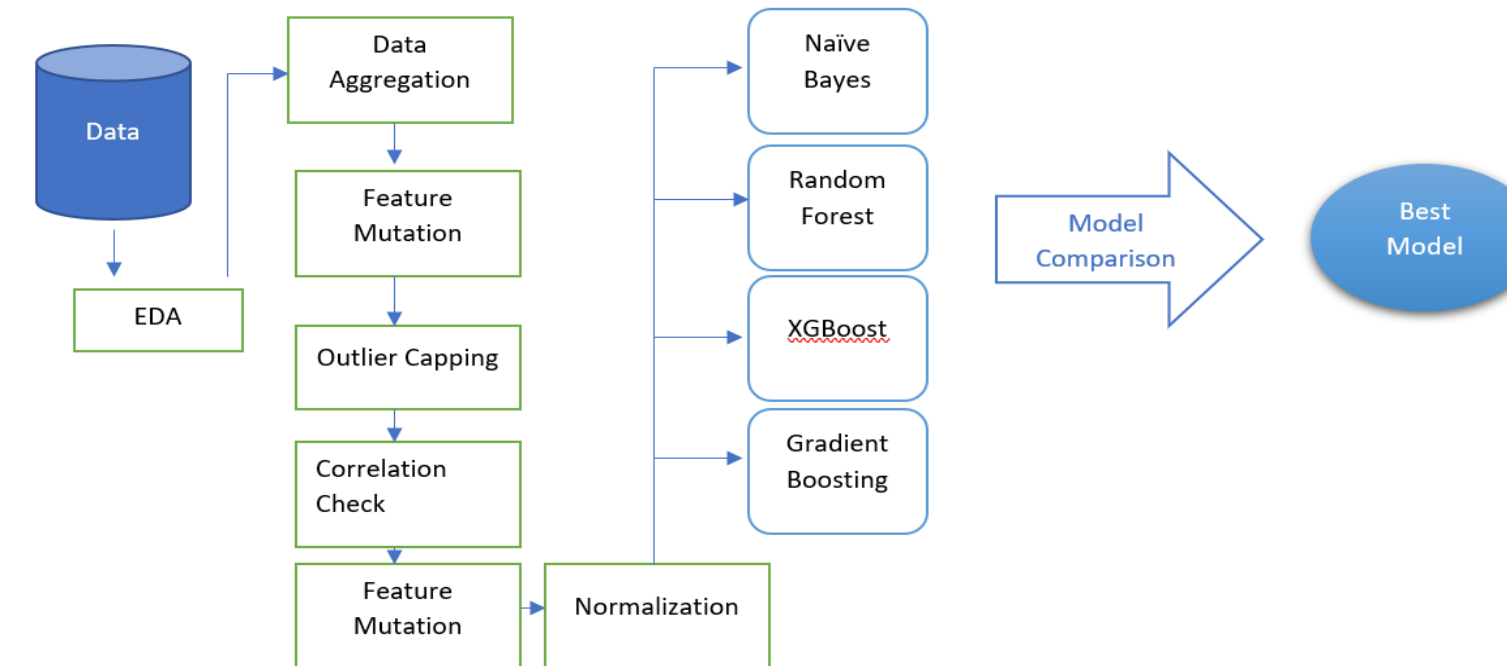 Data
EDA
Data
Aggregation
Feature
Mutation
Outlier Capping
Correlation
Check
Feature
Mutation
Normalization
Naïve
Bayes
Random
Forest
XGBoost
Gradient
Boosting
Model
Comparison
Best
Model